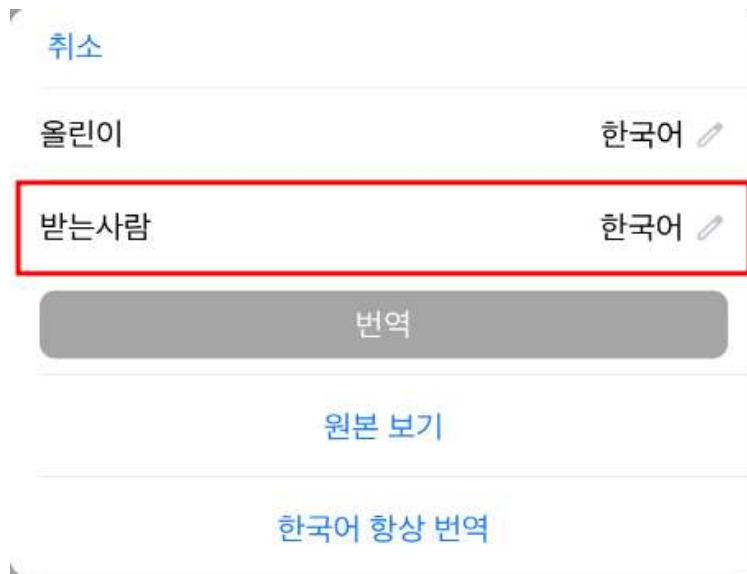 취소
올린이 한국어
받는사람 한국어
번역
원본 보기
한국어 항상 번역